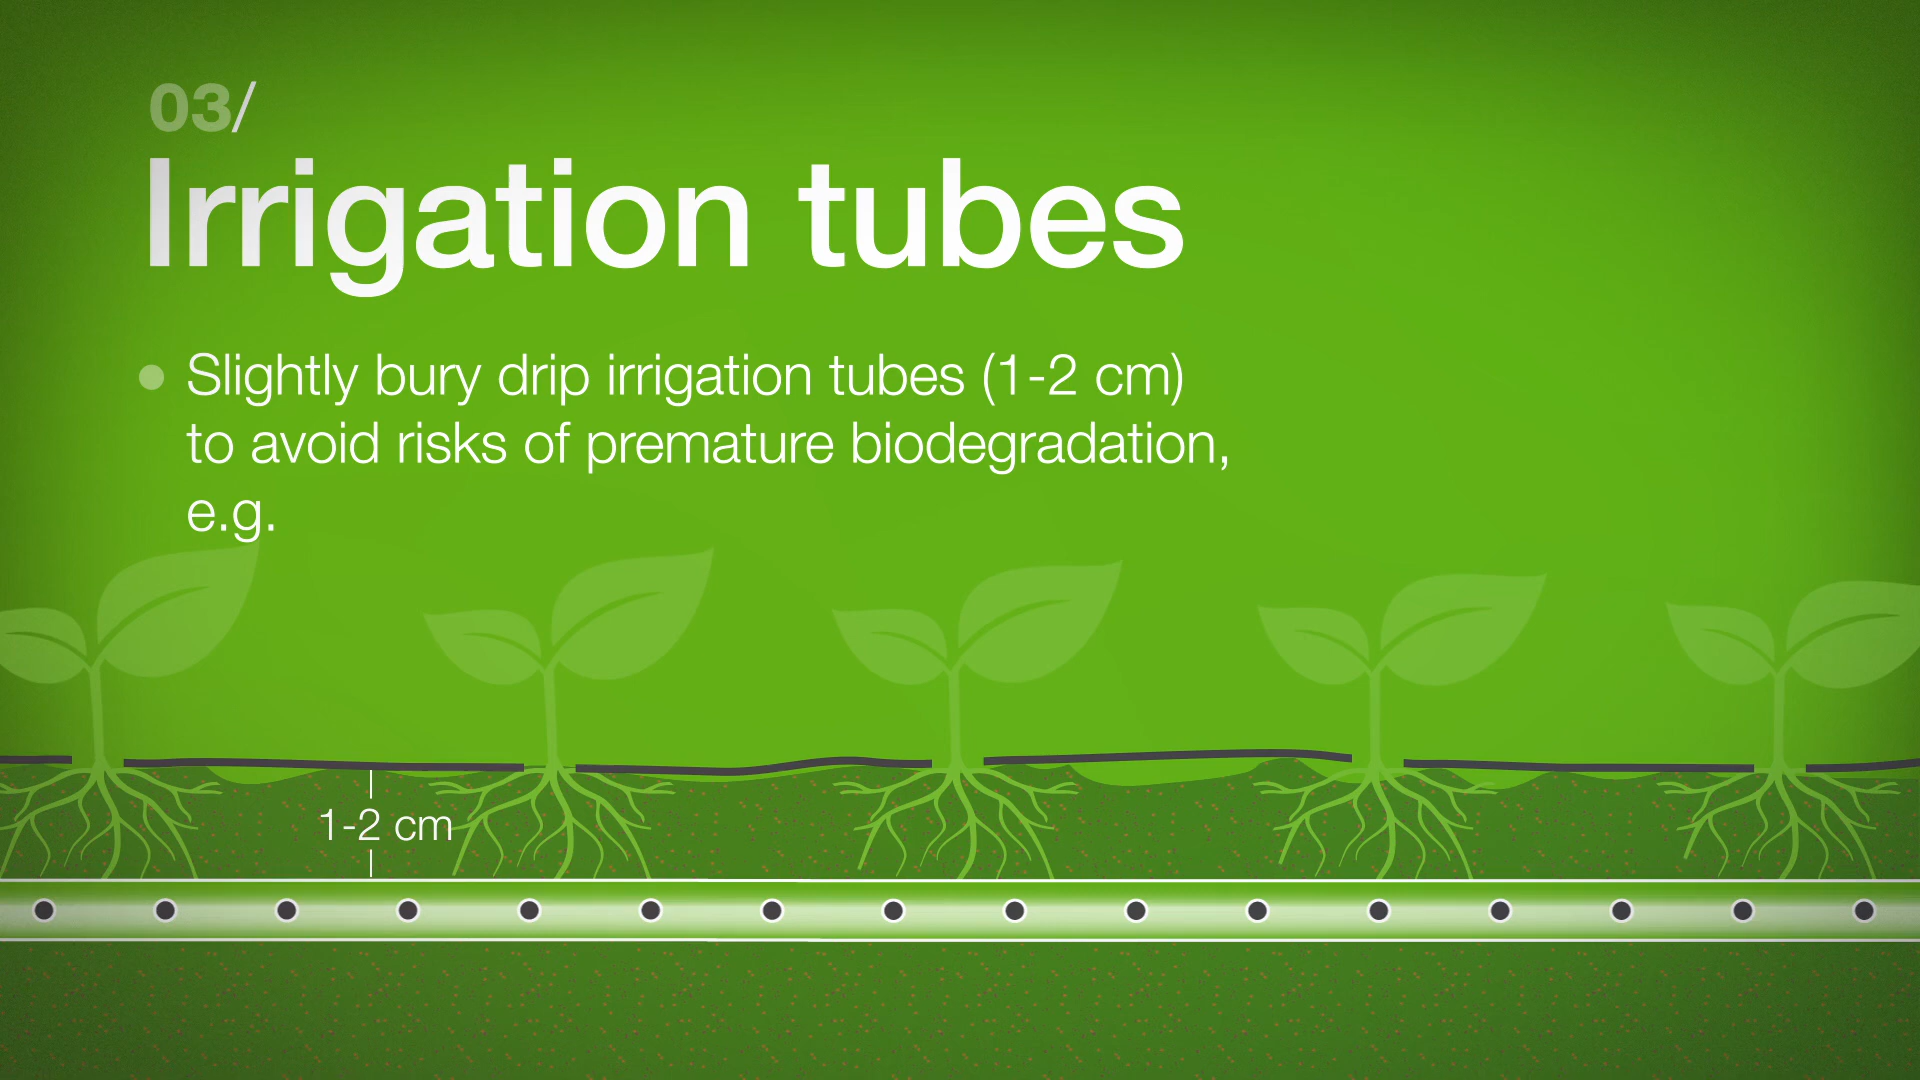 03/
Irrigation tubes
Slightly bury drip irrigation tubes (1-2 cm)
to avoid risks of premature biodegradation,
e.g.
1-2 cm